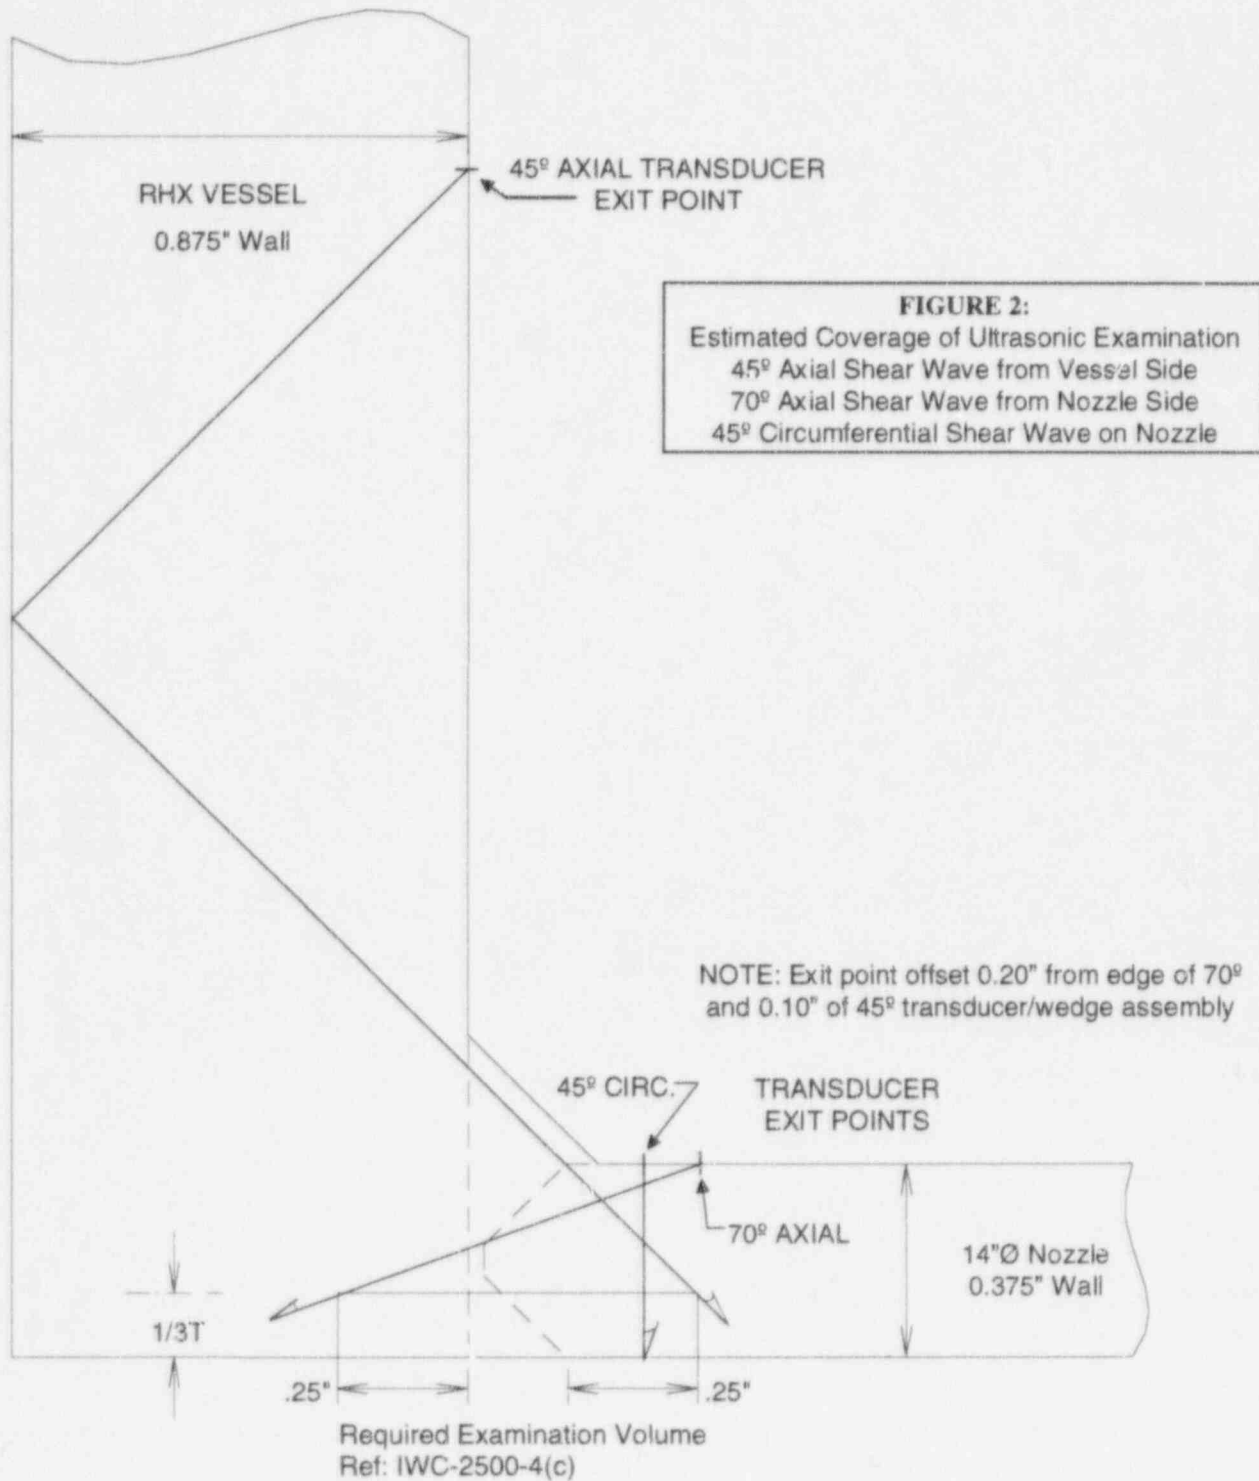 RHX VESSEL
0.875" Wall
45º AXIAL TRANSDUCER
EXIT POINT
FIGURE 2:
Estimated Coverage of Ultrasonic Examination
45º Axial Shear Wave from Vessel Side
70º Axial Shear Wave from Nozzle Side
45º Circumferential Shear Wave on Nozzle
NOTE: Exit point offset 0.20" from edge of 70º
and 0.10" of 45º transducer/wedge assembly
45º CIRC.
TRANSDUCER
EXIT POINTS
70º AXIAL
14"Ø Nozzle
0.375" Wall
1/3T
.25"
.25"
Required Examination Volume
Ref: IWC-2500-4(c)